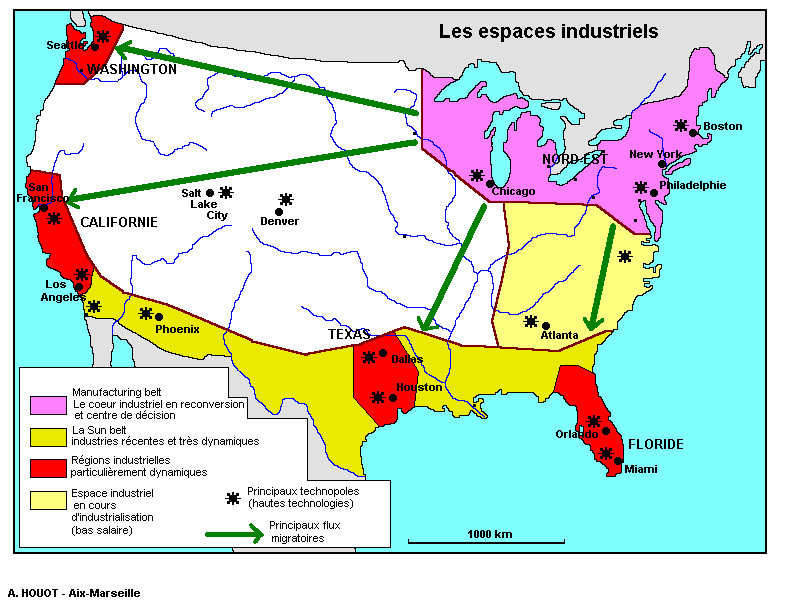 Les espaces industriels
Seattle
WASHINGTON
Boston
NORD-EST
New York
Chicago
Philadelphie
San
Francisco
Salt
Lake
City
Denver
CALIFORNIE
Los
Angeles
Phoenix
TEXAS
Atlanta
Dallas
Houston
Orlando
FLORIDE
Miami
Manufacturing belt
Le coeur industriel en reconversion
et centre de décision
La Sun belt
industries récentes et très dynamiques
Régions industrielles
particulièrement dynamiques
Espace industriel
en cours
d'industrialisation
(bas salaire)
Principaux technopoles
(hautes technologies)
Principaux flux
migratoires
1000 km
A. HOUOT - Aix-Marseille